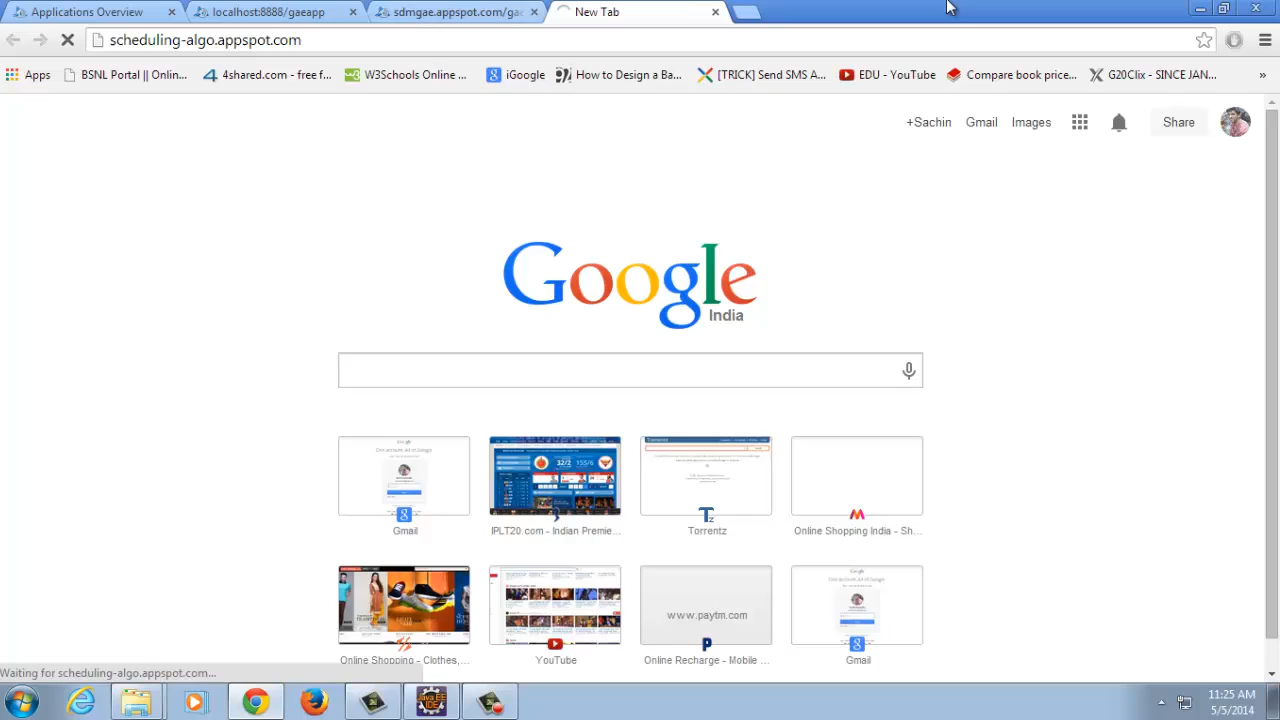 Applications Overview
localhost:8888/gaeapp
sdmgae.appspot.com/gae
New Tab
scheduling-algo.appspot.com
Apps
BSNL Portal || Onlin...
4shared.com - free f...
W3Schools Online ...
iGoogle
How to Design a Ba...
[TRICK] Send SMS A...
EDU - YouTube
Compare book price...
G20Clix - SINCE JAN...
»
+Sachin
Gmail
Images
Share
Google
India
Gmail
IPLT20.com - Indian Premie...
Torrentz
Online Shopping India - Sh...
www.paytm.com
Online Shopping - Clothes,...
YouTube
Online Recharge - Mobile ...
Gmail
Waiting for scheduling-algo.appspot.com...
Java EE
IDE
11:25 AM
5/5/2014